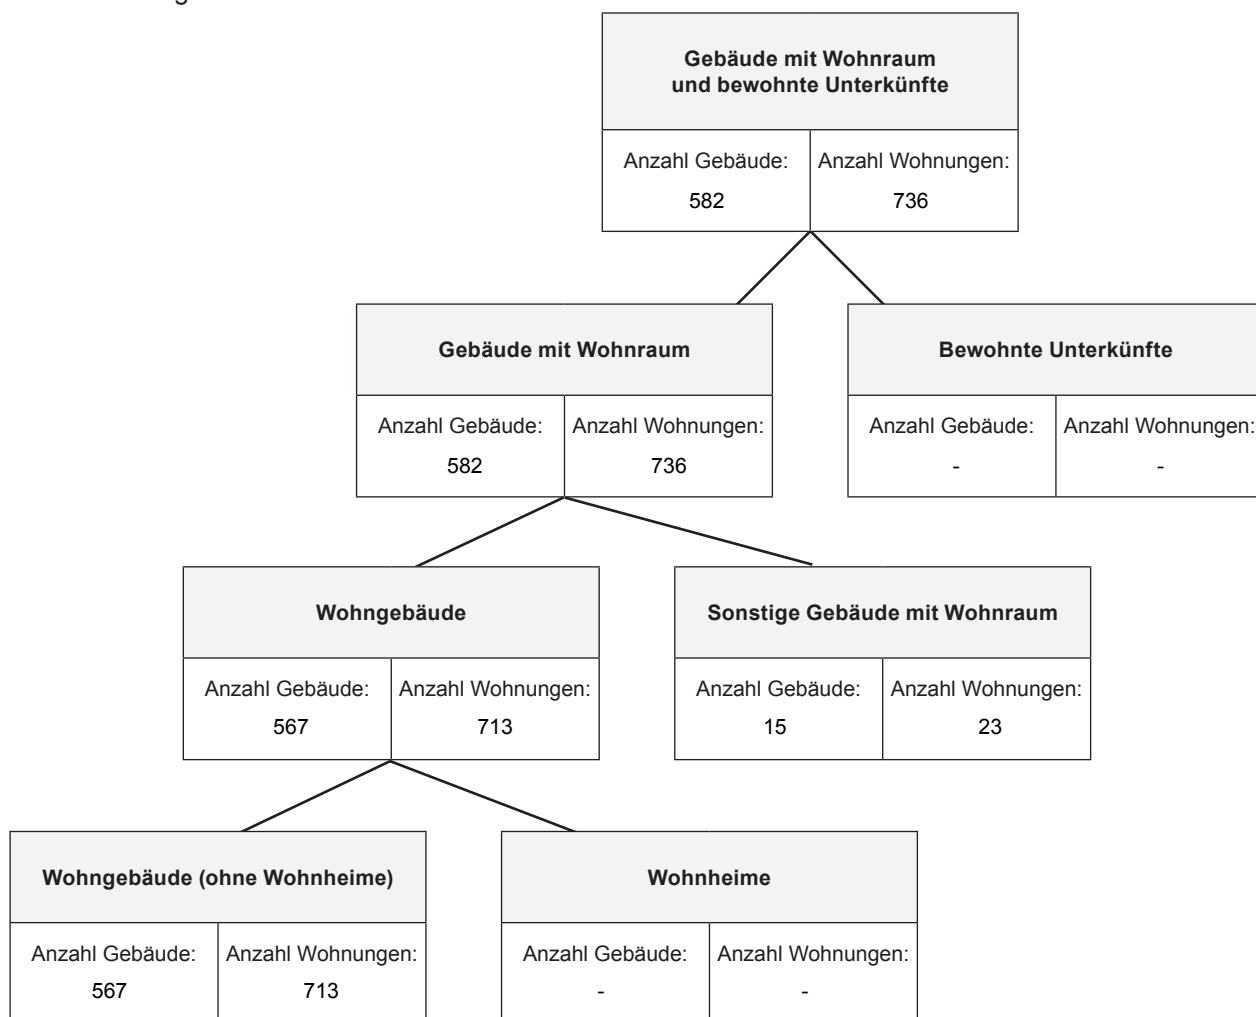 Gebäude mit Wohnraum
und bewohnte Unterkünfte
Anzahl Gebäude: Anzahl Wohnungen:
582 736
Gebäude mit Wohnraum
Anzahl Gebäude: Anzahl Wohnungen:
582 736
Bewohnte Unterkünfte
Anzahl Gebäude: Anzahl Wohnungen:
- -
Wohngebäude
Anzahl Gebäude: Anzahl Wohnungen:
567 713
Sonstige Gebäude mit Wohnraum
Anzahl Gebäude: Anzahl Wohnungen:
15 23
Wohngebäude (ohne Wohnheime)
Anzahl Gebäude: Anzahl Wohnungen:
567 713
Wohnheime
Anzahl Gebäude: Anzahl Wohnungen:
- -